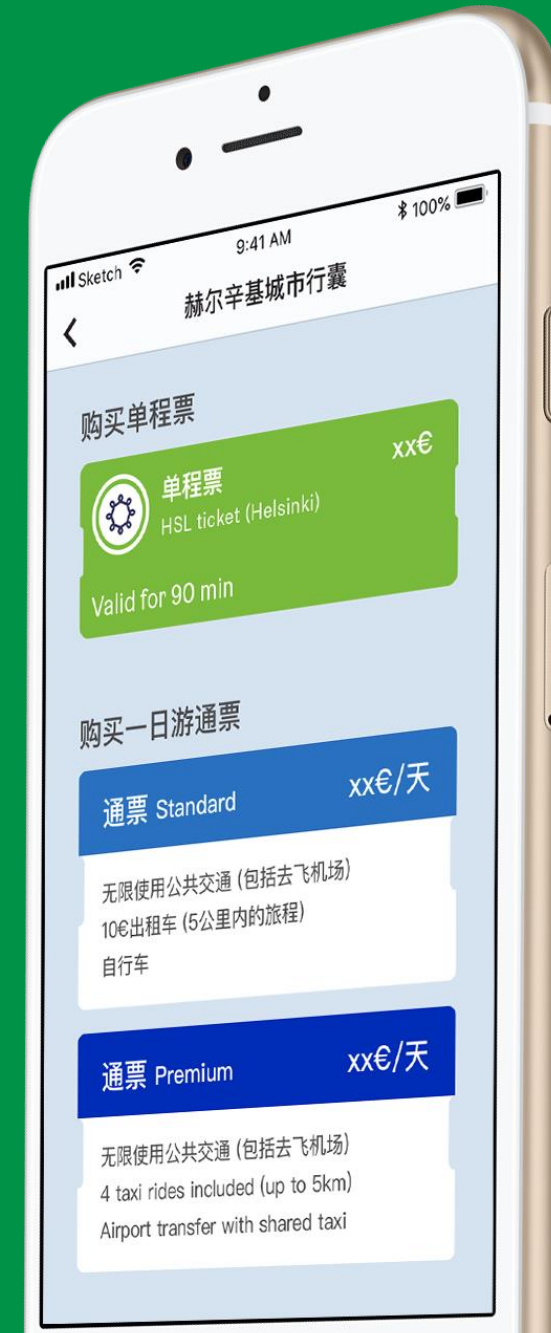 Sketch 9:41 AM 100%
赫尔辛基城市行囊
购买单程票
单程票 xx€
HSL ticket (Helsinki)
Valid for 90 min
购买一日游通票
通票 Standard xx€/天
无限使用公共交通 (包括去飞机场)
10€出租车 (5公里内的旅程)
自行车
通票 Premium xx€/天
无限使用公共交通 (包括去飞机场)
4 taxi rides included (up to 5km)
Airport transfer with shared taxi